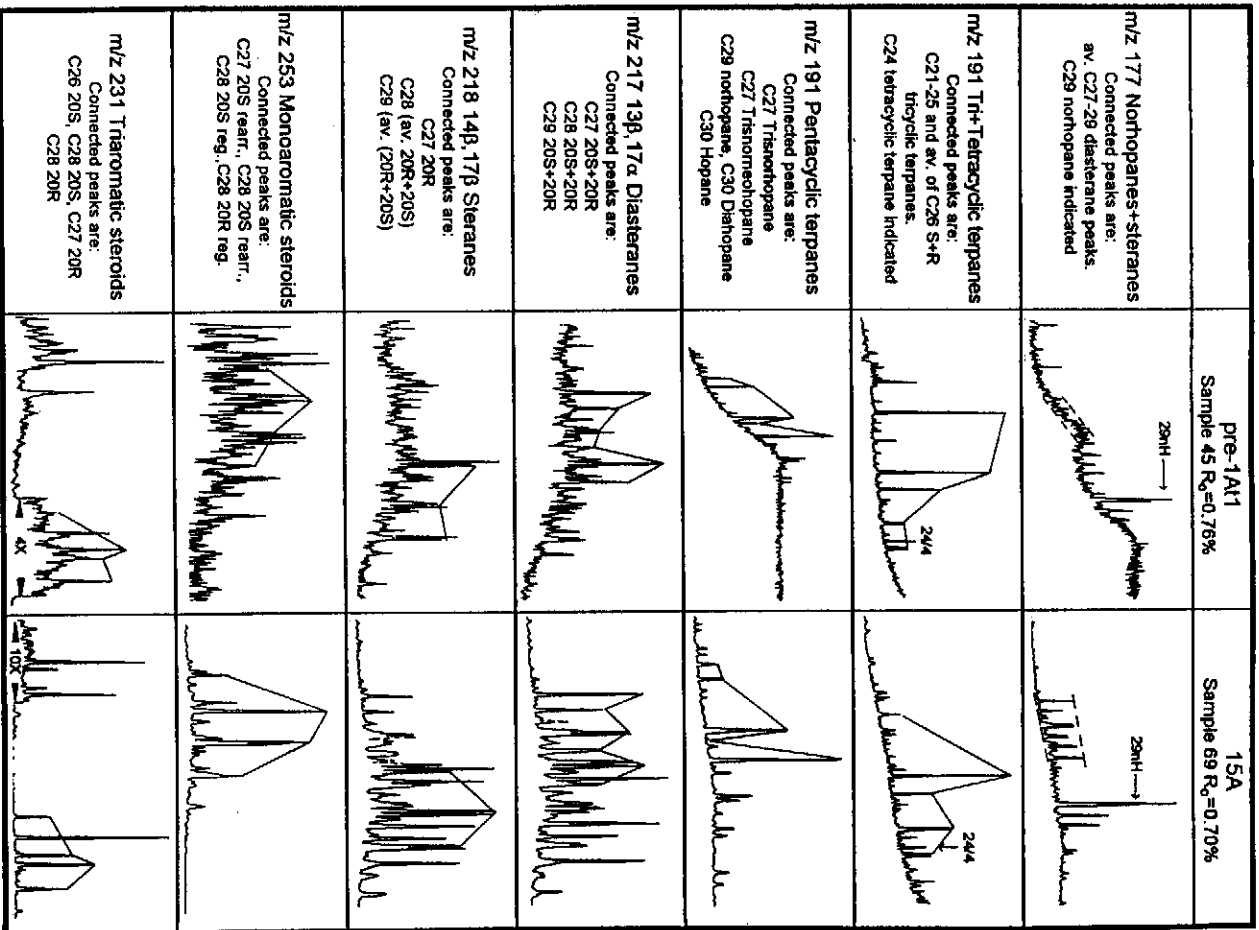 pre-1At1
Sample 45 Rₒ=0.76%
15A
Sample 69 Rₒ=0.70%
m/z 177 Norhopanes+steranes
Connected peaks are:
av. C27-29 diasterane peaks.
C29 norhopane indicated
29nH→
29nH→
m/z 191 Tri+Tetracyclic terpanes
Connected peaks are:
C21-25 and av. of C26 S+R
tricyclic terpanes.
C24 tetracyclic terpane indicated
24/4
24/4
m/z 191 Pentacyclic terpanes
Connected peaks are:
C27 Trisnorhopane
C27 Trisnorneohopane
C29 norhopane, C30 Diahopane
C30 Hopane
m/z 217 13β,17α Diasteranes
Connected peaks are:
C27 20S+20R
C28 20S+20R
C29 20S+20R
m/z 218 14β,17β Steranes
Connected peaks are:
C27 20R
C28 (av. 20R+20S)
C29 (av. (20R+20S)
m/z 253 Monoaromatic steroids
Connected peaks are:
C27 20S rearr., C28 20S rearr.,
C28 20S reg.,C28 20R reg.
m/z 231 Triaromatic steroids
Connected peaks are:
C26 20S, C28 20S, C27 20R
C28 20R
4X
10X